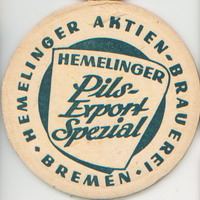 HEMELINGER AKTIEN-BRAUEREI · BREMEN ·
HEMELINGER
Pils-
Export
Spezial